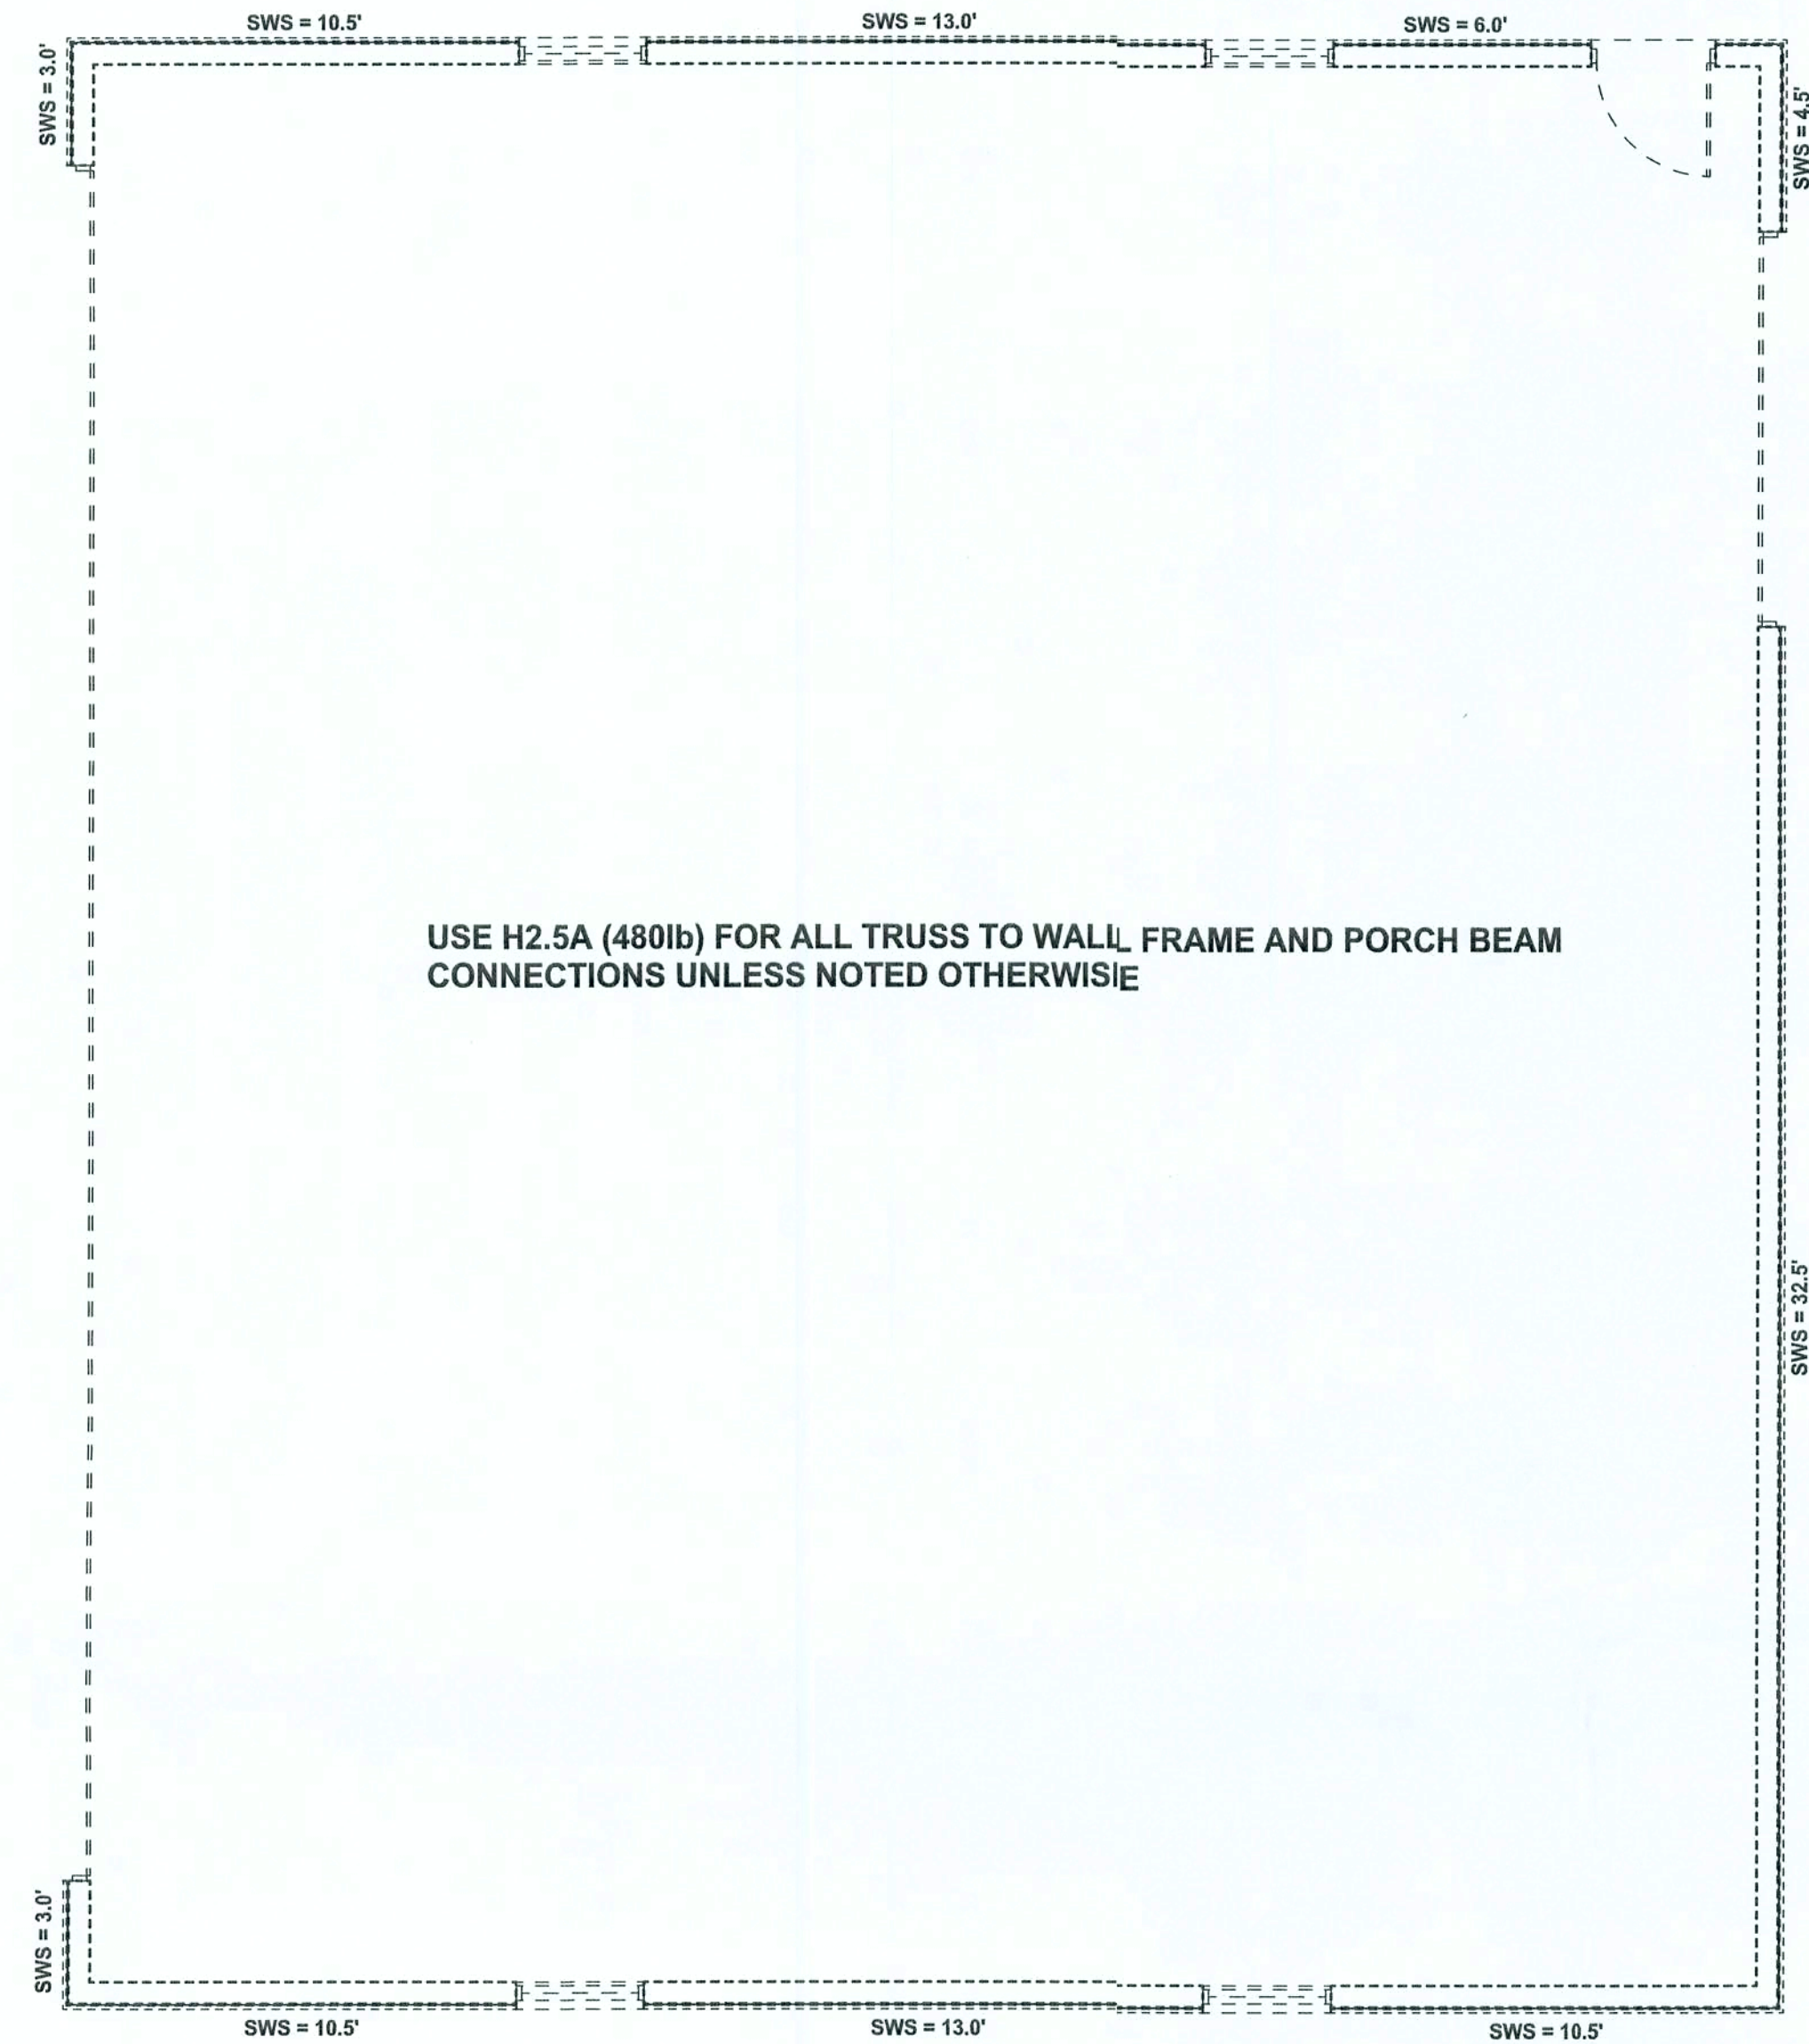 SWS = 10.5'
SWS = 13.0'
SWS = 6.0'
SWS = 3.0'
SWS = 4.5'
USE H2.5A (480lb) FOR ALL TRUSS TO WALL FRAME AND PORCH BEAM
CONNECTIONS UNLESS NOTED OTHERWISE
SWS = 32.5'
SWS = 3.0'
SWS = 10.5'
SWS = 13.0'
SWS = 10.5'